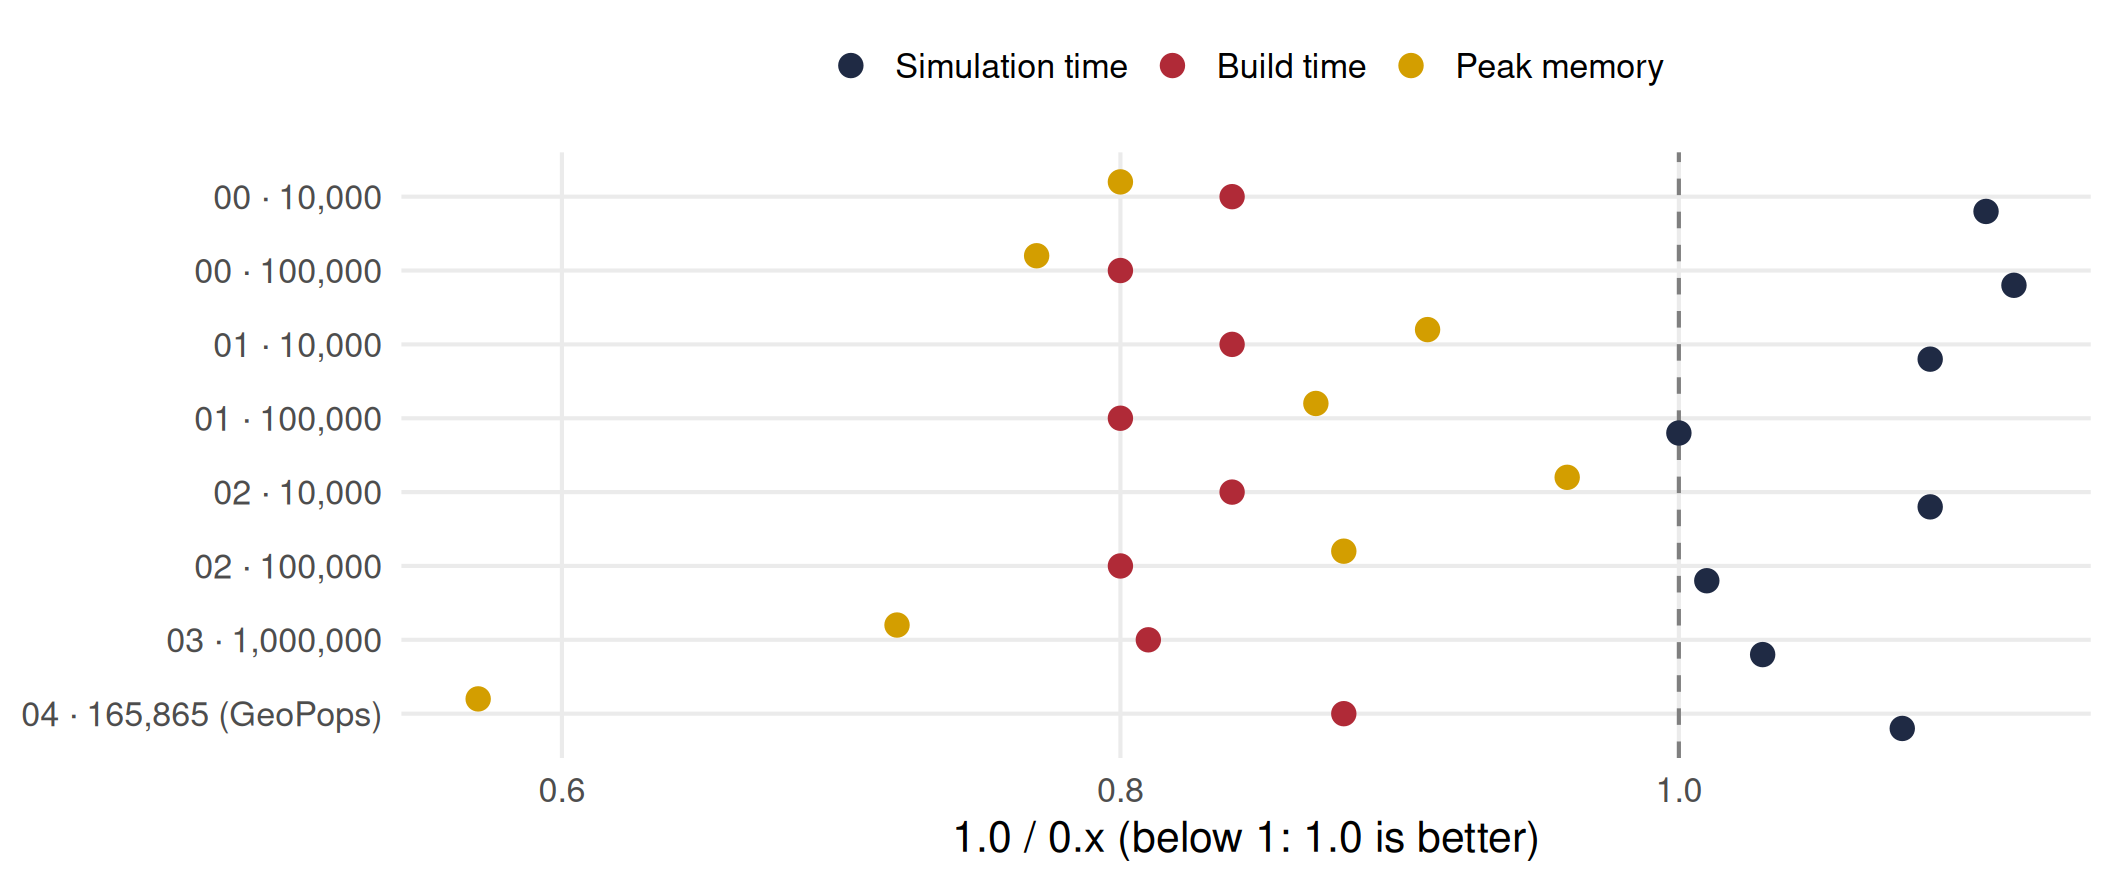 Simulation time Build time Peak memory
00 · 10,000
00 · 100,000
01 · 10,000
01 · 100,000
02 · 10,000
02 · 100,000
03 · 1,000,000
04 · 165,865 (GeoPops)
0.6 0.8 1.0
1.0 / 0.x (below 1: 1.0 is better)